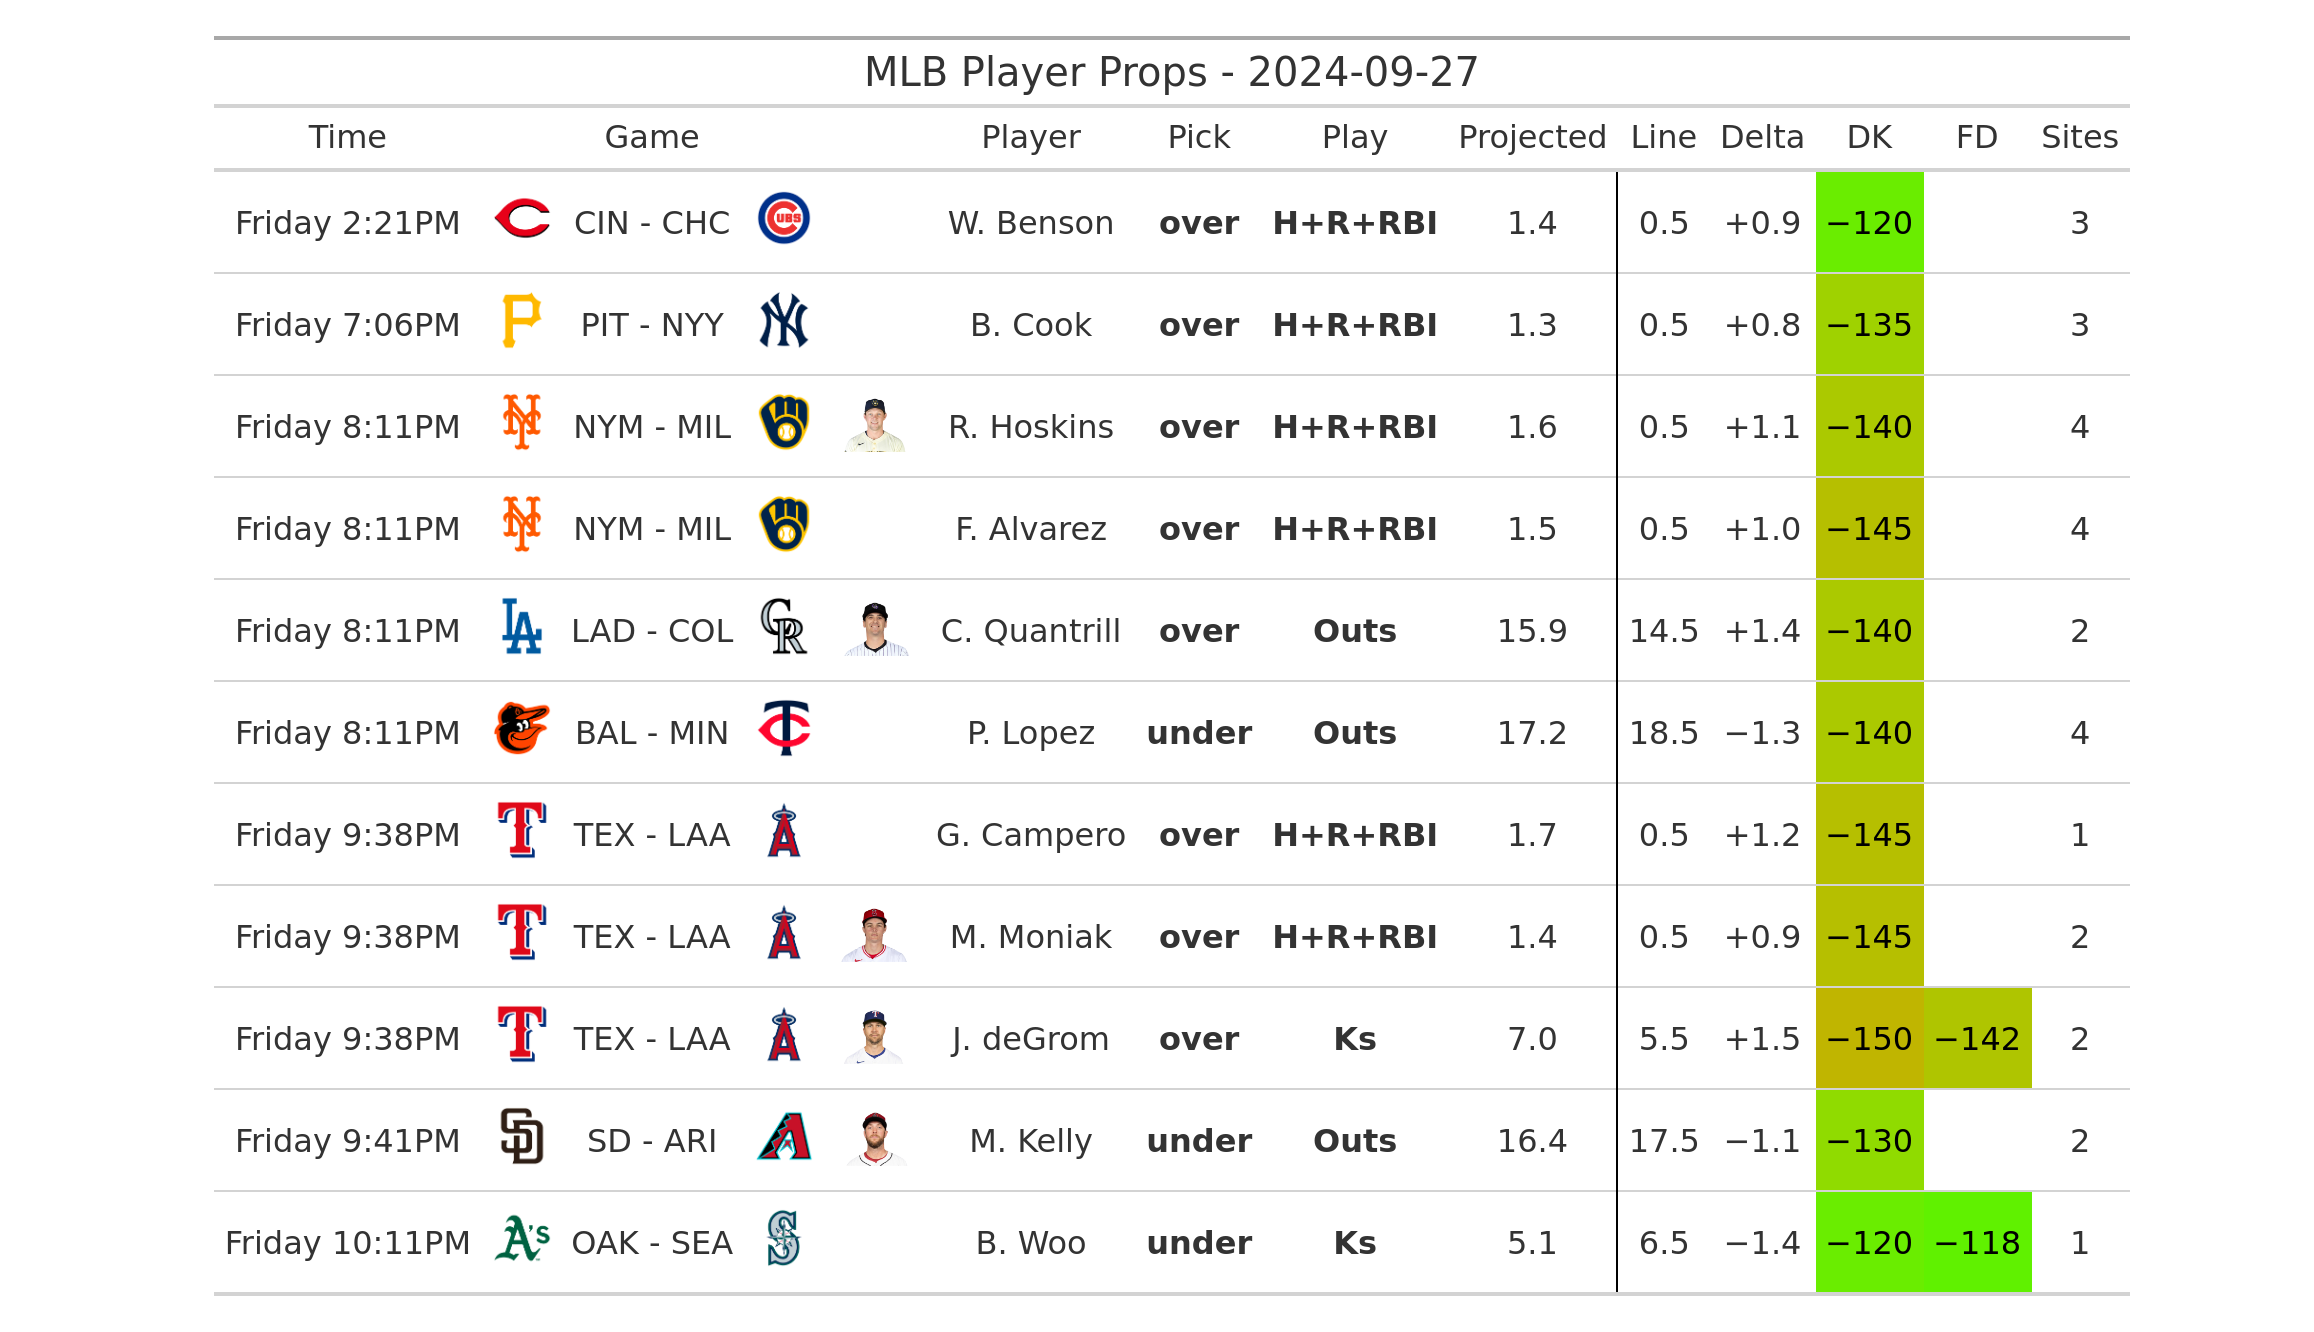 MLB Player Props - 2024-09-27
Time Game Player Pick Play Projected Line Delta DK FD Sites
Friday 2:21PM CIN - CHC UBS W. Benson over H+R+RBI 1.4 0.5 +0.9 −120 3
Friday 7:06PM PIT - NYY B. Cook over H+R+RBI 1.3 0.5 +0.8 −135 3
Friday 8:11PM NYM - MIL R. Hoskins over H+R+RBI 1.6 0.5 +1.1 −140 4
Friday 8:11PM NYM - MIL F. Alvarez over H+R+RBI 1.5 0.5 +1.0 −145 4
Friday 8:11PM LAD - COL C. Quantrill over Outs 15.9 14.5 +1.4 −140 2
Friday 8:11PM BAL - MIN P. Lopez under Outs 17.2 18.5 −1.3 −140 4
Friday 9:38PM TEX - LAA G. Campero over H+R+RBI 1.7 0.5 +1.2 −145 1
Friday 9:38PM TEX - LAA M. Moniak over H+R+RBI 1.4 0.5 +0.9 −145 2
Friday 9:38PM TEX - LAA J. deGrom over Ks 7.0 5.5 +1.5 −150 −142 2
Friday 9:41PM SD - ARI M. Kelly under Outs 16.4 17.5 −1.1 −130 2
Friday 10:11PM A's OAK - SEA B. Woo under Ks 5.1 6.5 −1.4 −120 −118 1